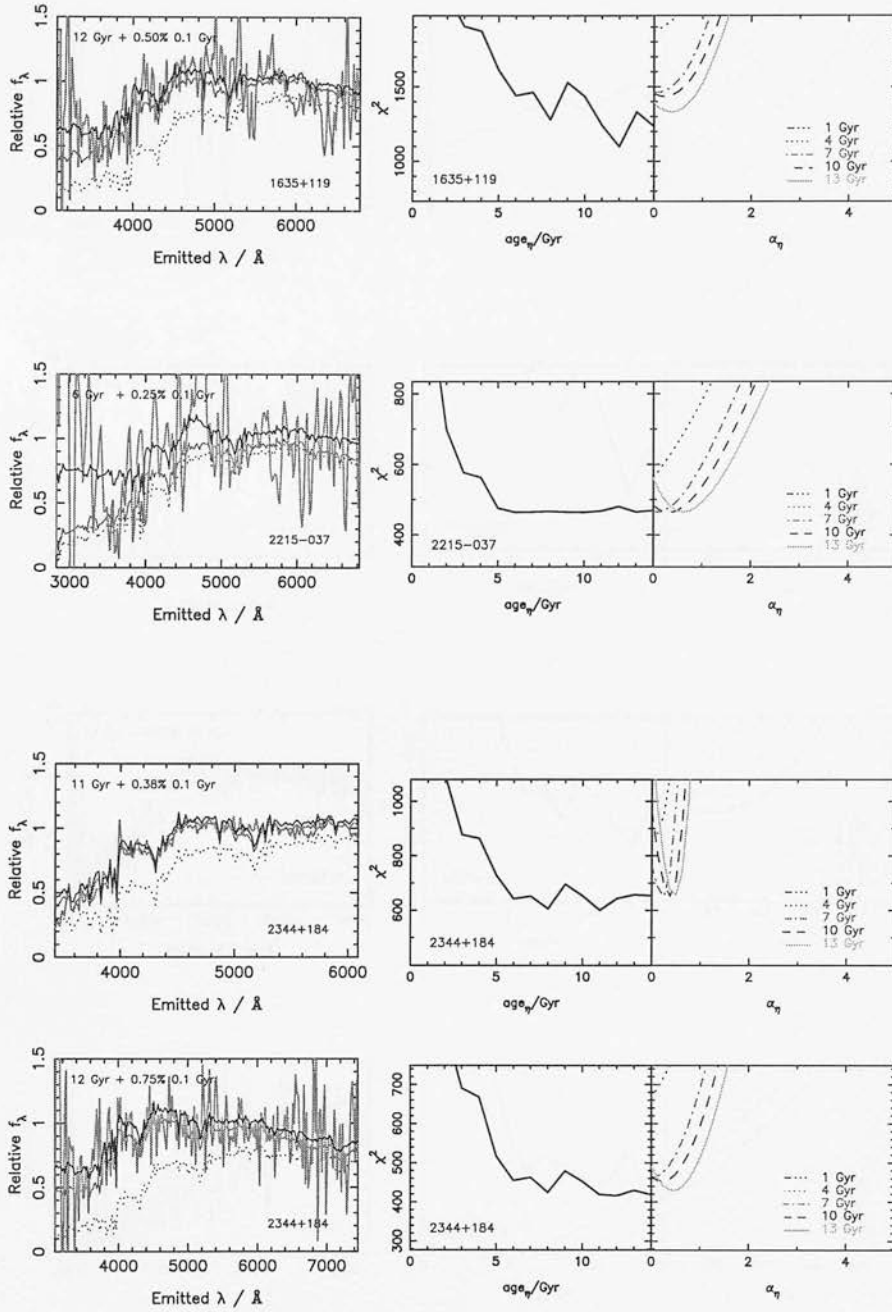 1.5
1
0.5
0
Relative f_λ
12 Gyr + 0.50% 0.1 Gyr
1635+119
4000 5000 6000
Emitted λ / Å
χ²
1500
1000
1635+119
0 5 10
age_η/Gyr
1 Gyr
4 Gyr
7 Gyr
10 Gyr
13 Gyr
0 2 4
α_η
1.5
1
0.5
0
Relative f_λ
6 Gyr + 0.25% 0.1 Gyr
2215−037
3000 4000 5000 6000
Emitted λ / Å
χ²
800
600
400
2215−037
0 5 10
age_η/Gyr
1 Gyr
4 Gyr
7 Gyr
10 Gyr
13 Gyr
0 2 4
α_η
1.5
1
0.5
0
Relative f_λ
11 Gyr + 0.38% 0.1 Gyr
2344+184
4000 5000 6000
Emitted λ / Å
χ²
1000
800
600
400
2344+184
0 5 10
age_η/Gyr
1 Gyr
4 Gyr
7 Gyr
10 Gyr
13 Gyr
0 2 4
α_η
1.5
1
0.5
0
Relative f_λ
12 Gyr + 0.75% 0.1 Gyr
2344+184
4000 5000 6000 7000
Emitted λ / Å
χ²
700
600
500
400
300
2344+184
0 5 10
age_η/Gyr
1 Gyr
4 Gyr
7 Gyr
10 Gyr
13 Gyr
0 2 4
α_η